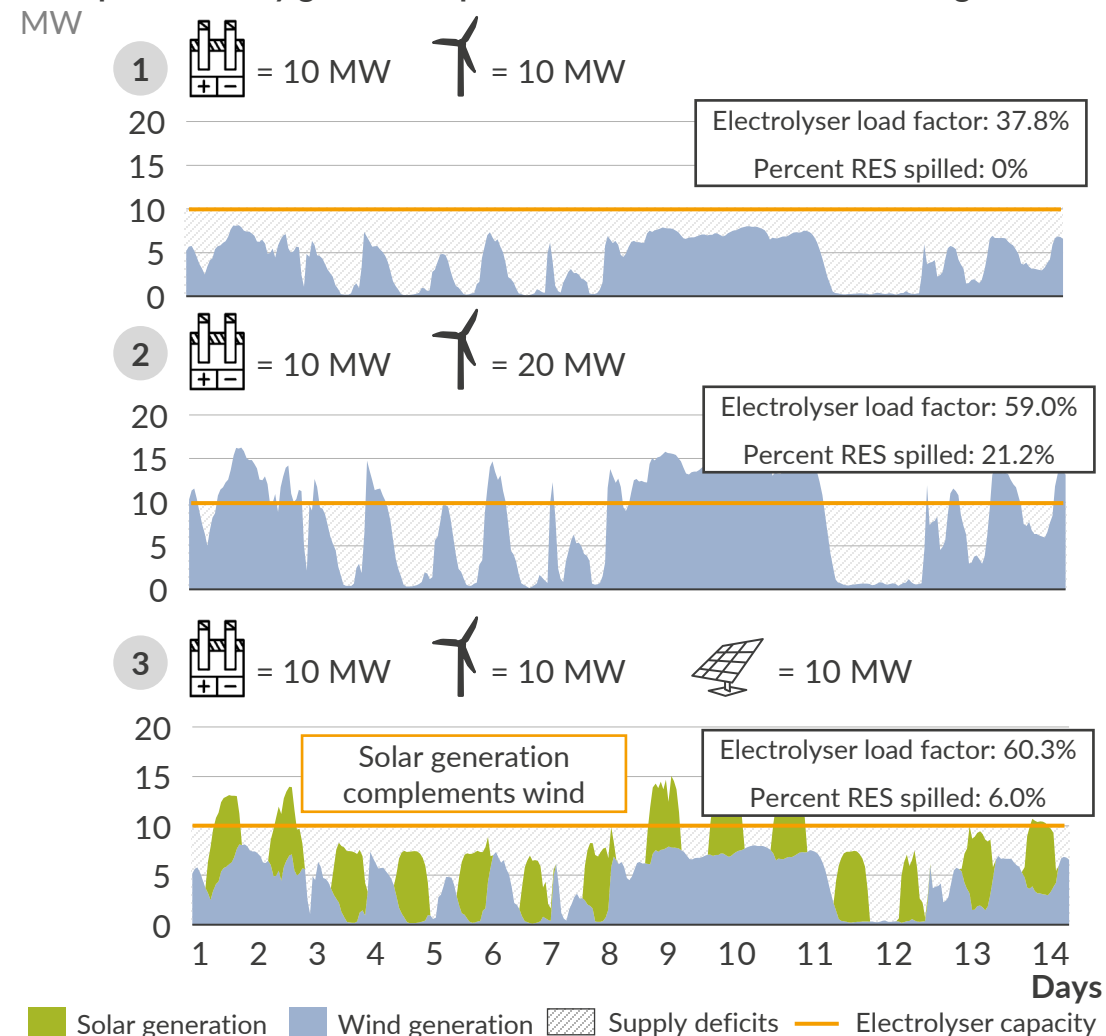 MW
1 = 10 MW = 10 MW
Electrolyser load factor: 37.8%
Percent RES spilled: 0%
20
15
10
5
0
2 = 10 MW = 20 MW
Electrolyser load factor: 59.0%
Percent RES spilled: 21.2%
20
15
10
5
0
3 = 10 MW = 10 MW = 10 MW
Solar generation
complements wind
Electrolyser load factor: 60.3%
Percent RES spilled: 6.0%
20
15
10
5
0
1 2 3 4 5 6 7 8 9 10 11 12 13 14
Days
Solar generation Wind generation Supply deficits Electrolyser capacity